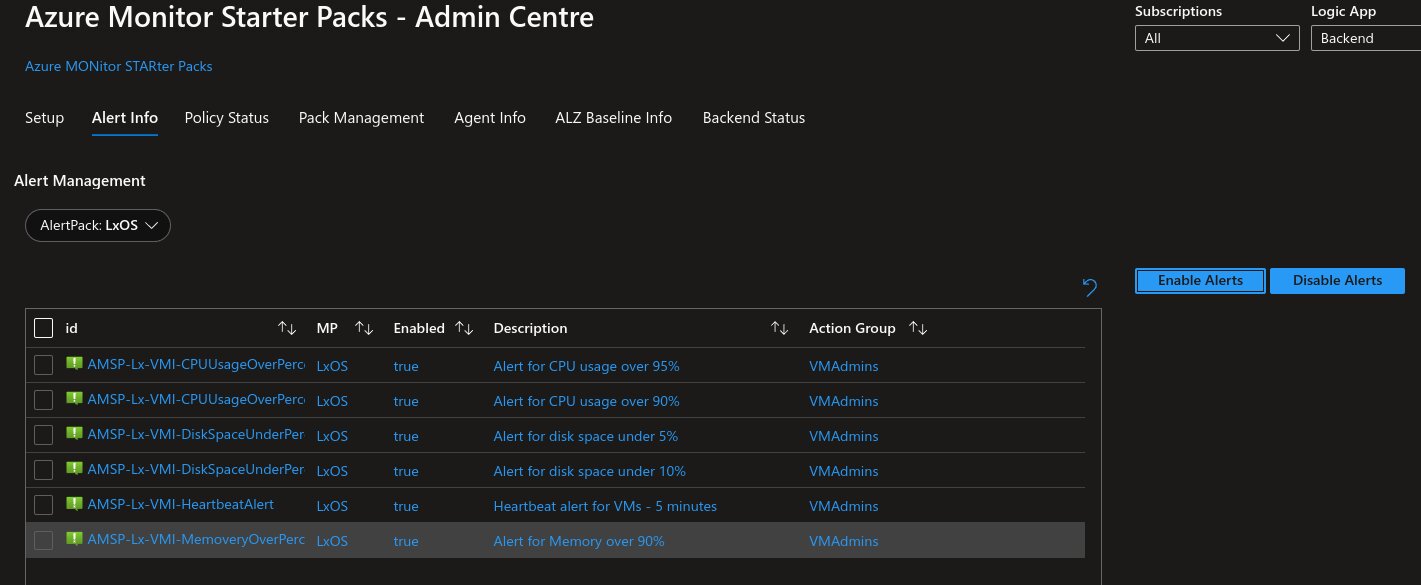 Azure Monitor Starter Packs - Admin Centre
Subscriptions Logic App
All Backend
Azure MONitor STARter Packs
Setup Alert Info Policy Status Pack Management Agent Info ALZ Baseline Info Backend Status
Alert Management
AlertPack: LxOS
Enable Alerts Disable Alerts
id MP Enabled Description Action Group
AMSP-Lx-VMI-CPUUsageOverPerc LxOS true Alert for CPU usage over 95% VMAdmins
AMSP-Lx-VMI-CPUUsageOverPerc LxOS true Alert for CPU usage over 90% VMAdmins
AMSP-Lx-VMI-DiskSpaceUnderPer LxOS true Alert for disk space under 5% VMAdmins
AMSP-Lx-VMI-DiskSpaceUnderPer LxOS true Alert for disk space under 10% VMAdmins
AMSP-Lx-VMI-HeartbeatAlert LxOS true Heartbeat alert for VMs - 5 minutes VMAdmins
AMSP-Lx-VMI-MemoveryOverPerc LxOS true Alert for Memory over 90% VMAdmins